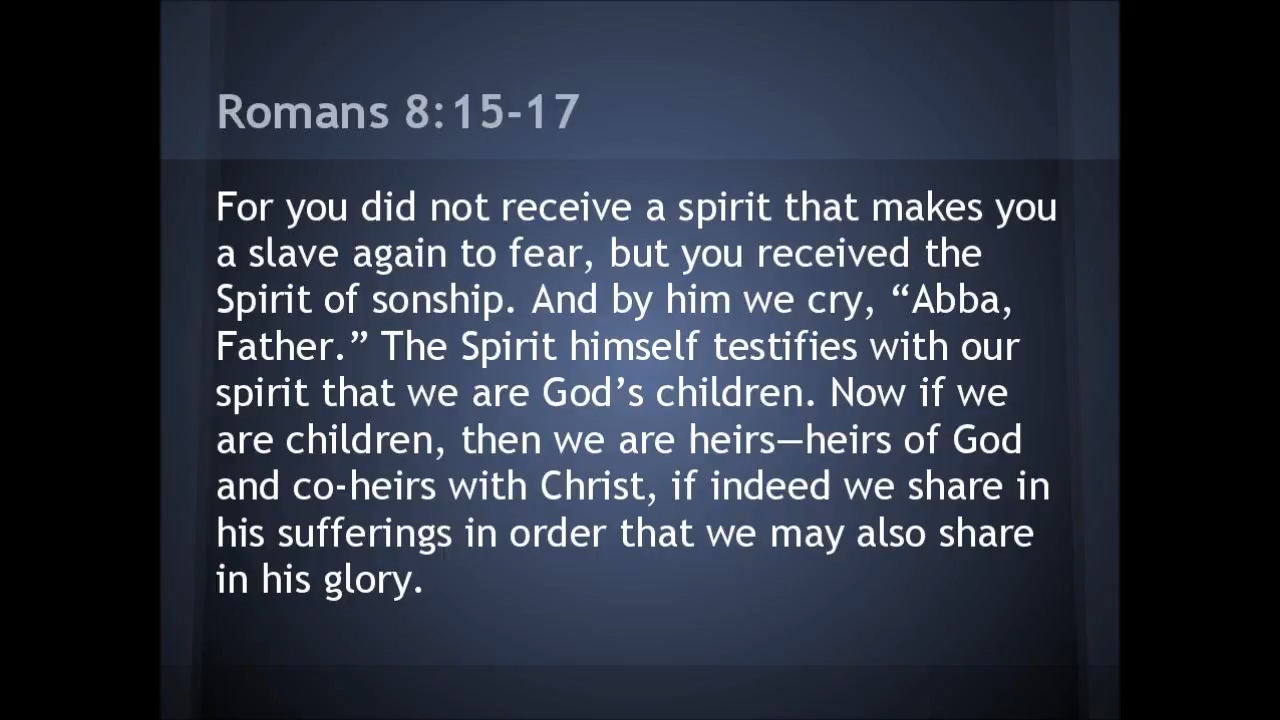 Romans 8:15-17
For you did not receive a spirit that makes you
a slave again to fear, but you received the
Spirit of sonship. And by him we cry, “Abba,
Father.” The Spirit himself testifies with our
spirit that we are God’s children. Now if we
are children, then we are heirs—heirs of God
and co-heirs with Christ, if indeed we share in
his sufferings in order that we may also share
in his glory.